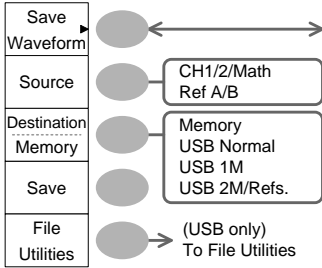 Save
Waveform
Source
CH1/2/Math
Ref A/B
Destination
Memory
Memory
USB Normal
USB 1M
USB 2M/Refs.
Save
File
Utilities
(USB only)
To File Utilities